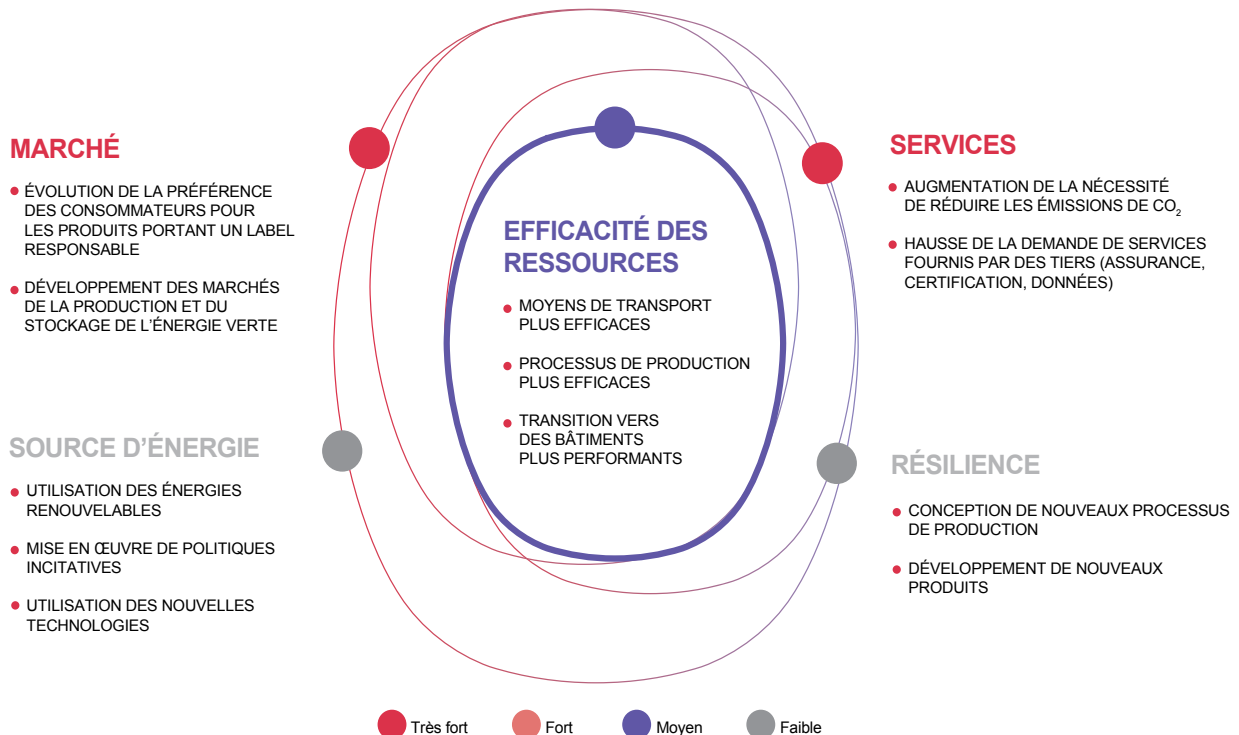 MARCHÉ
ÉVOLUTION DE LA PRÉFÉRENCE
DES CONSOMMATEURS POUR
LES PRODUITS PORTANT UN LABEL
RESPONSABLE
DÉVELOPPEMENT DES MARCHÉS
DE LA PRODUCTION ET DU
STOCKAGE DE L’ÉNERGIE VERTE
SERVICES
AUGMENTATION DE LA NÉCESSITÉ
DE RÉDUIRE LES ÉMISSIONS DE CO₂
HAUSSE DE LA DEMANDE DE SERVICES
FOURNIS PAR DES TIERS (ASSURANCE,
CERTIFICATION, DONNÉES)
EFFICACITÉ DES
RESSOURCES
MOYENS DE TRANSPORT
PLUS EFFICACES
PROCESSUS DE PRODUCTION
PLUS EFFICACES
TRANSITION VERS
DES BÂTIMENTS
PLUS PERFORMANTS
SOURCE D’ÉNERGIE
UTILISATION DES ÉNERGIES
RENOUVELABLES
MISE EN ŒUVRE DE POLITIQUES
INCITATIVES
UTILISATION DES NOUVELLES
TECHNOLOGIES
RÉSILIENCE
CONCEPTION DE NOUVEAUX PROCESSUS
DE PRODUCTION
DÉVELOPPEMENT DE NOUVEAUX
PRODUITS
Très fort
Fort
Moyen
Faible